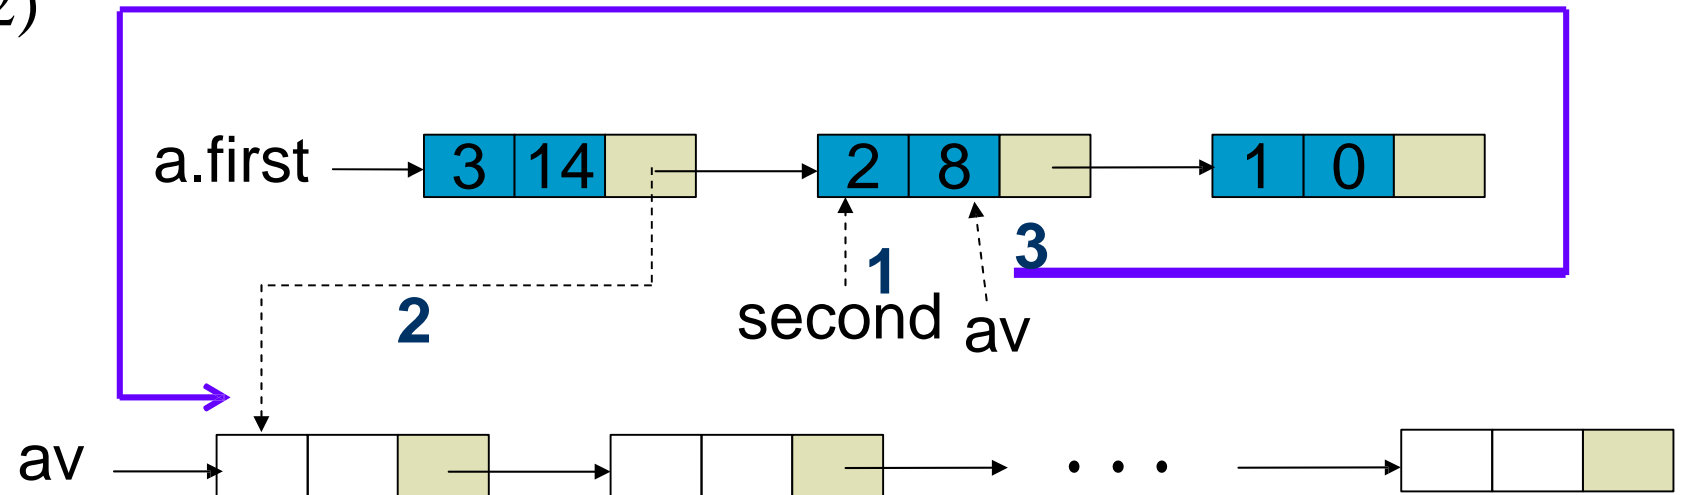 2)
a.first 3 14 2 8 1 0
1 3
2 second av
av . . .